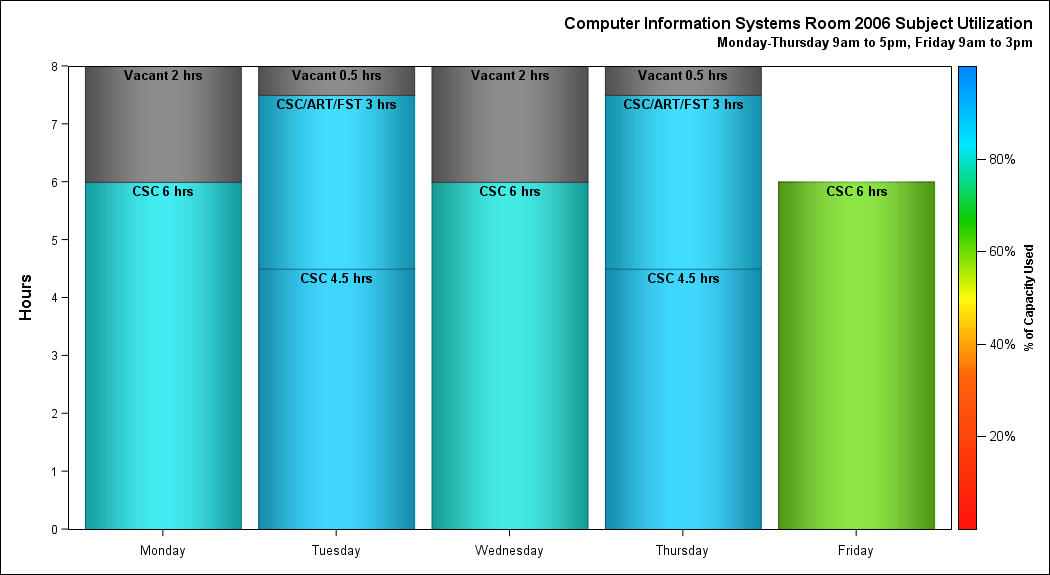 Computer Information Systems Room 2006 Subject Utilization
Monday-Thursday 9am to 5pm, Friday 9am to 3pm
Hours
8
7
6
5
4
3
2
1
0
Vacant 2 hrs
CSC 6 hrs
Vacant 0.5 hrs
CSC/ART/FST 3 hrs
CSC 4.5 hrs
Vacant 2 hrs
CSC 6 hrs
Vacant 0.5 hrs
CSC/ART/FST 3 hrs
CSC 4.5 hrs
CSC 6 hrs
Monday
Tuesday
Wednesday
Thursday
Friday
80%
60%
40%
20%
% of Capacity Used